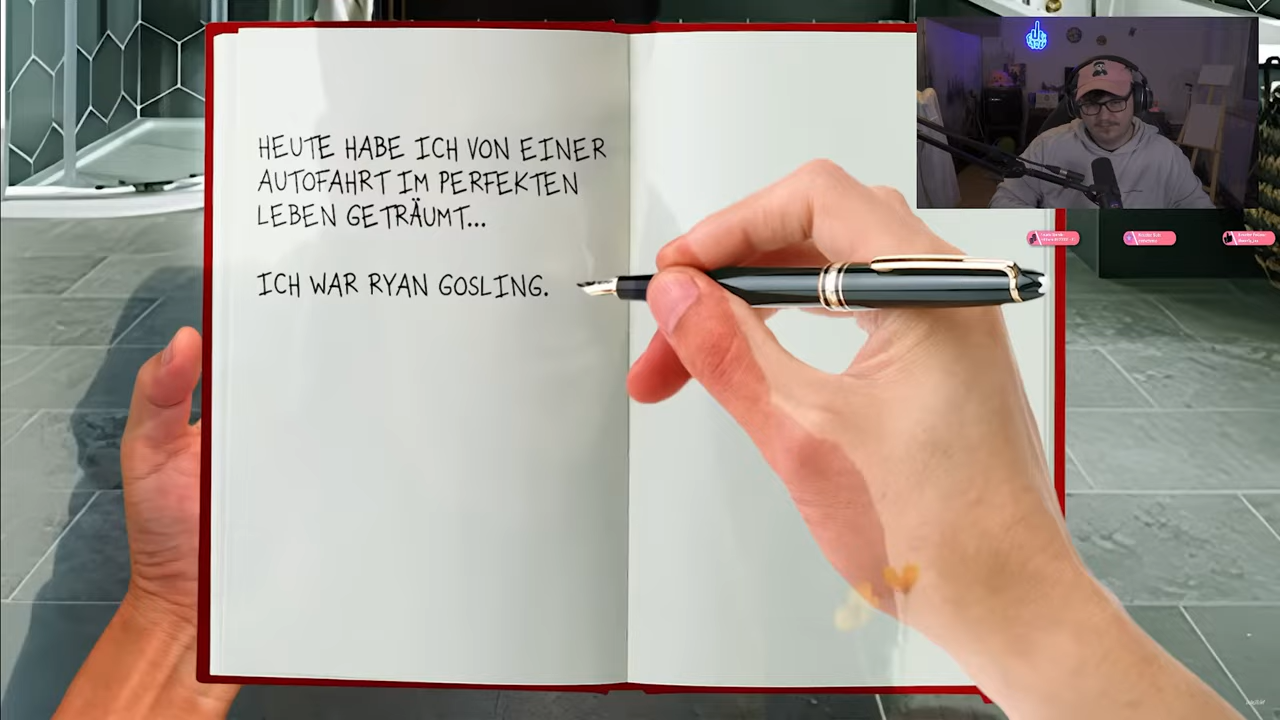 HEUTE HABE ICH VON EINER
AUTOFAHRT IM PERFEKTEN
LEBEN GETRÄUMT...
ICH WAR RYAN GOSLING.